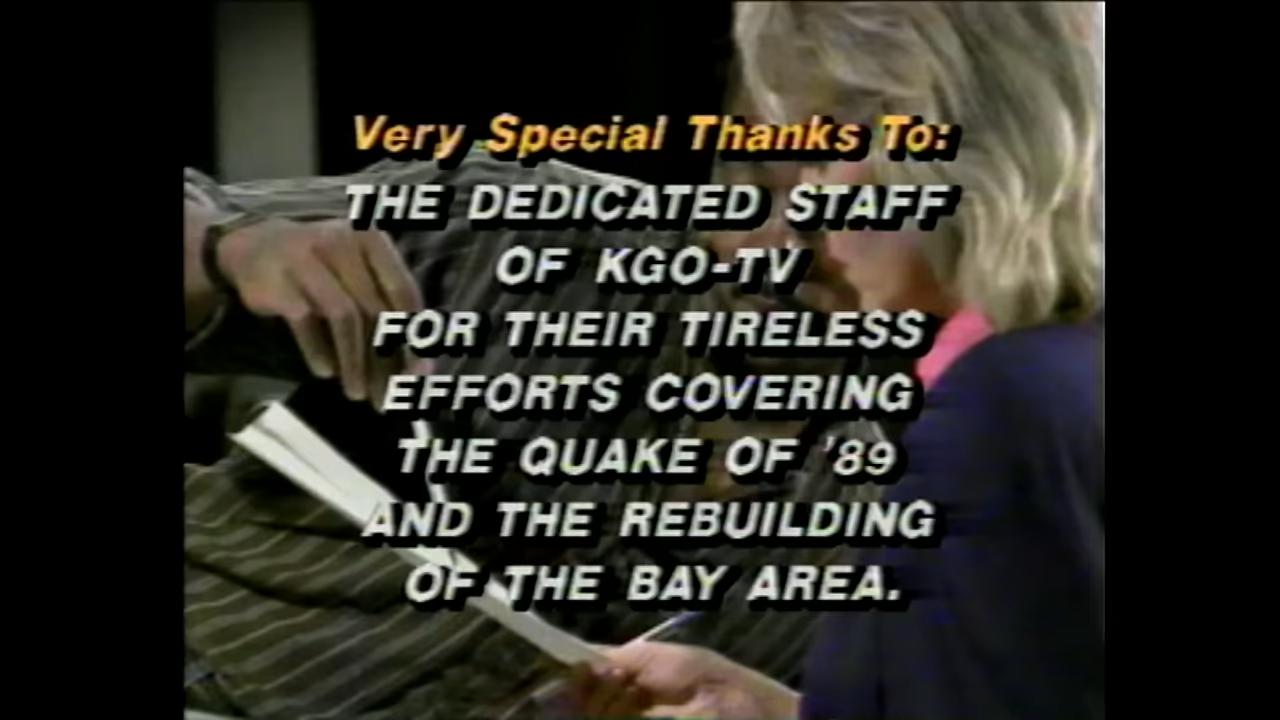 Very Special Thanks To:
THE DEDICATED STAFF
OF KGO-TV
FOR THEIR TIRELESS
EFFORTS COVERING
THE QUAKE OF '89
AND THE REBUILDING
OF THE BAY AREA.